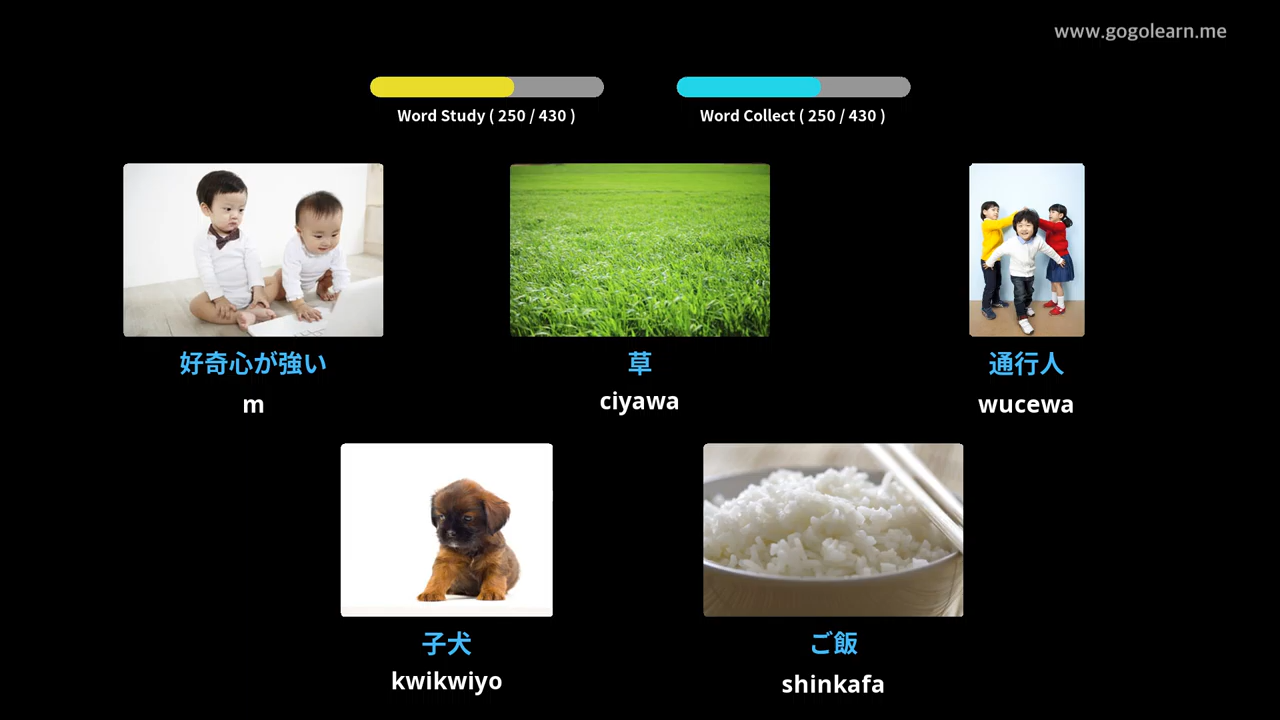 www.gogolearn.me
Word Study ( 250 / 430 )
Word Collect ( 250 / 430 )
好奇心が強い
m
草
ciyawa
通行人
wucewa
子犬
kwikwiyo
ご飯
shinkafa